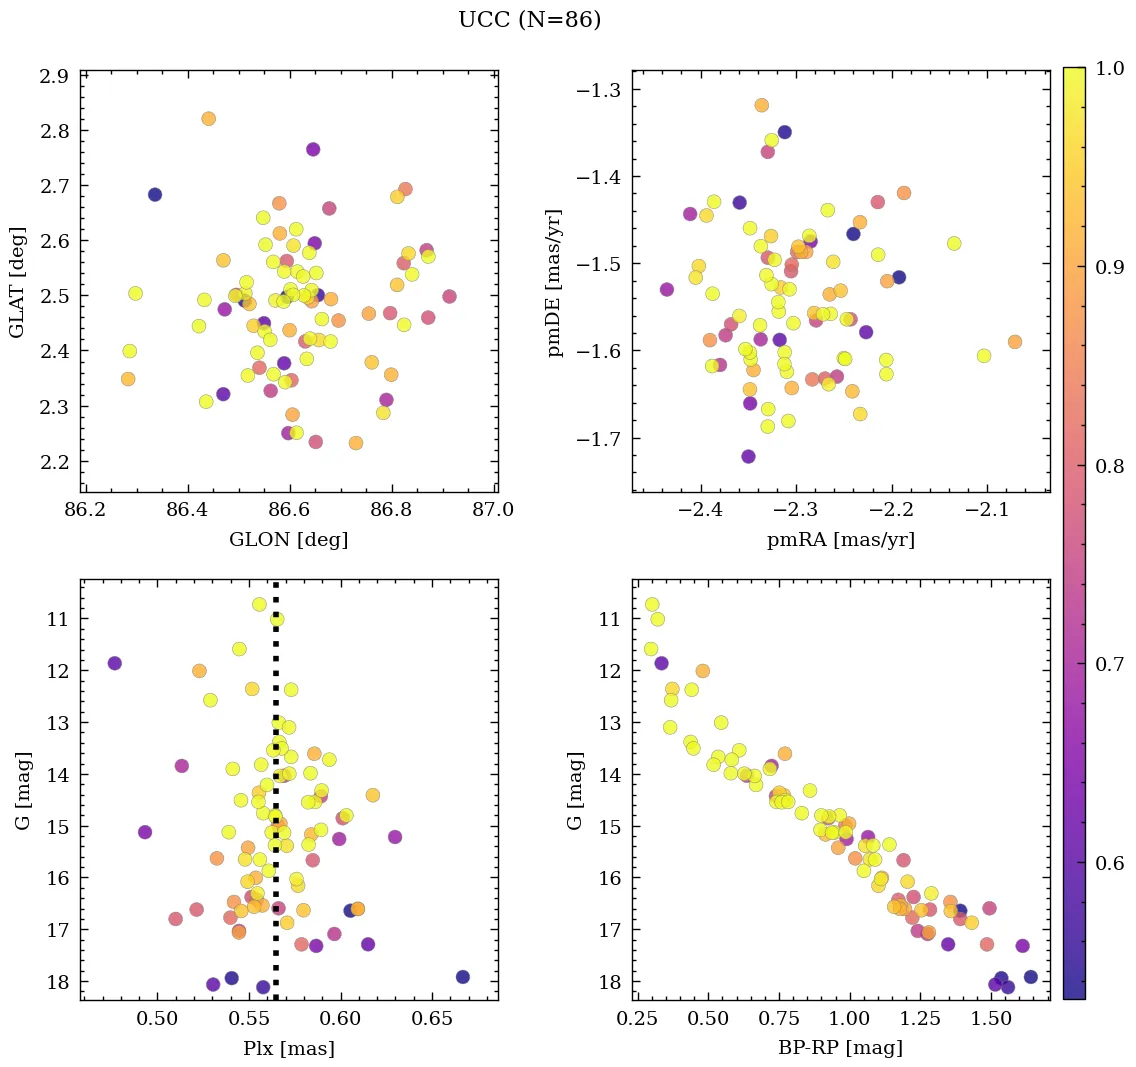 UCC (N=86)
2.9
2.8
2.7
2.6
2.5
2.4
2.3
2.2
GLAT [deg]
86.2 86.4 86.6 86.8 87.0
GLON [deg]
−1.3
−1.4
−1.5
−1.6
−1.7
pmDE [mas/yr]
−2.4 −2.3 −2.2 −2.1
pmRA [mas/yr]
11
12
13
14
15
16
17
18
G [mag]
0.50 0.55 0.60 0.65
Plx [mas]
11
12
13
14
15
16
17
18
G [mag]
0.25 0.50 0.75 1.00 1.25 1.50
BP-RP [mag]
1.0
0.9
0.8
0.7
0.6